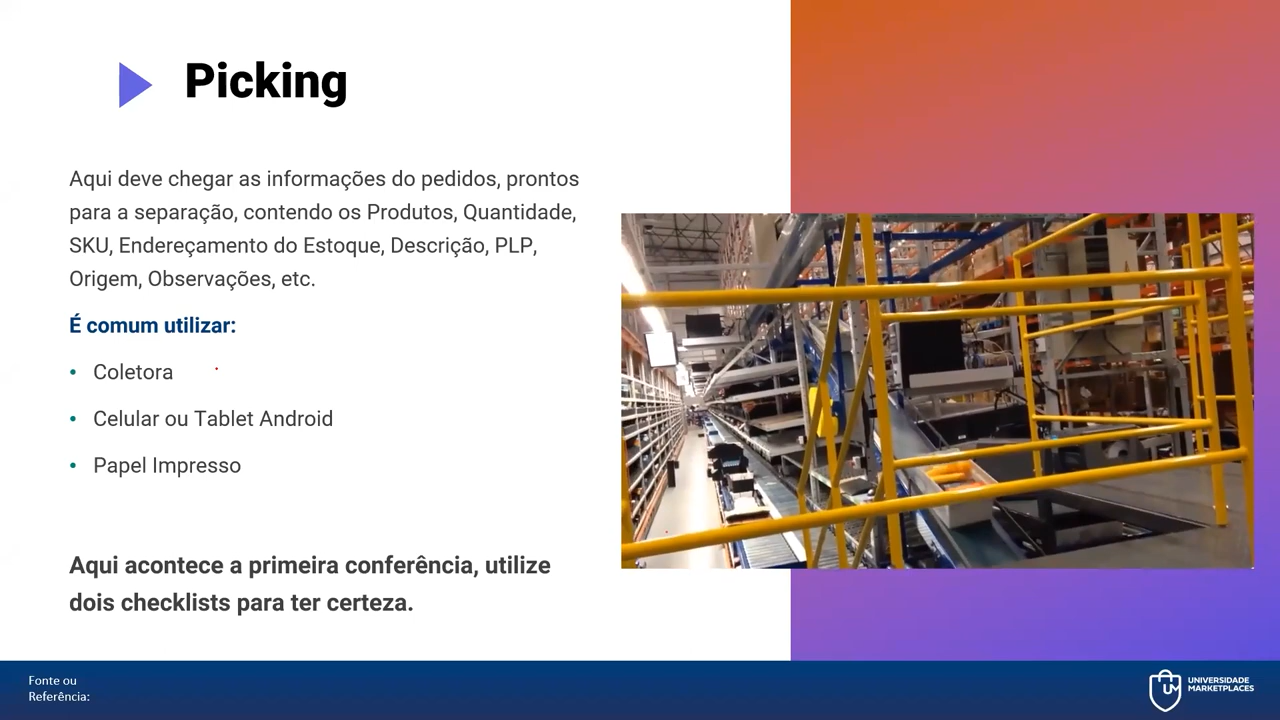 Picking
Aqui deve chegar as informações do pedidos, prontos
para a separação, contendo os Produtos, Quantidade,
SKU, Endereçamento do Estoque, Descrição, PLP,
Origem, Observações, etc.
É comum utilizar:
• Coletora
• Celular ou Tablet Android
• Papel Impresso
Aqui acontece a primeira conferência, utilize
dois checklists para ter certeza.
Fonte ou
Referência:
UM
UNIVERSIDADE
MARKETPLACES